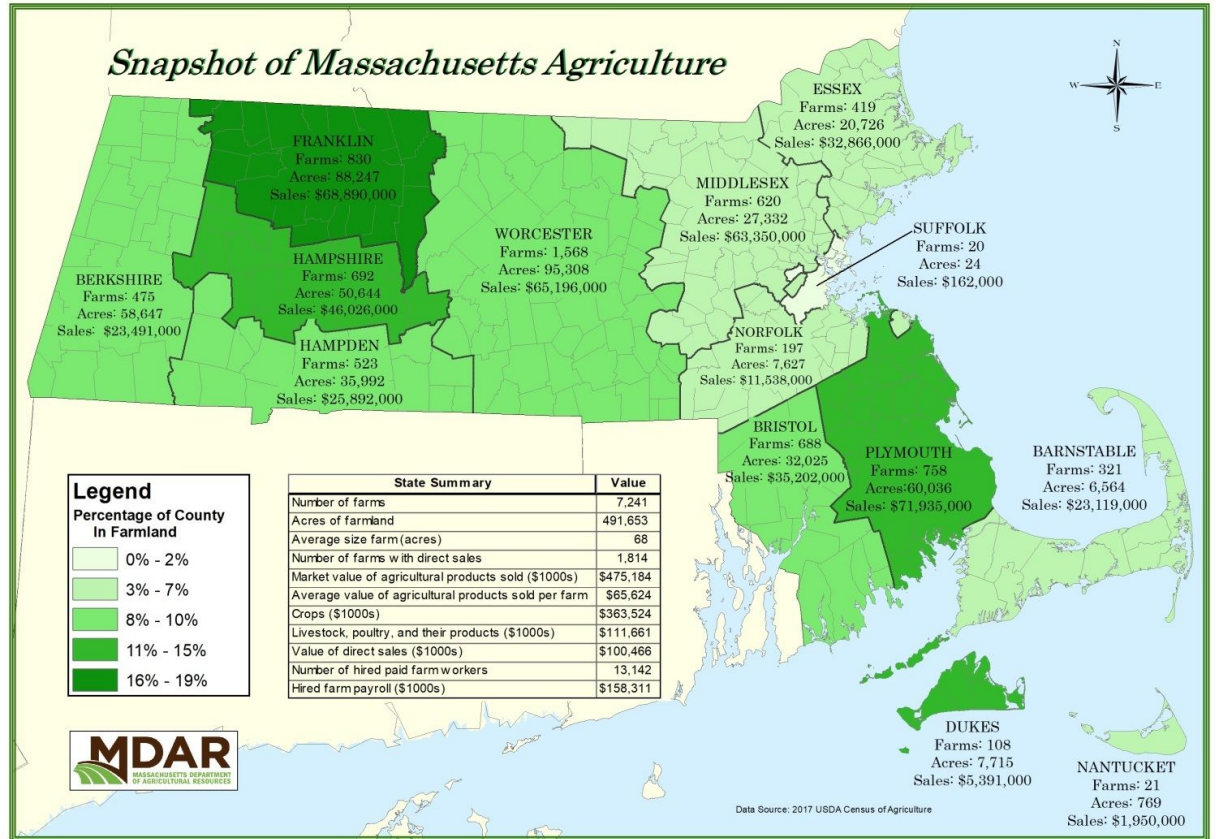 Snapshot of Massachusetts Agriculture
N
W E
S
ESSEX
Farms: 419
Acres: 20,726
Sales: $32,866,000
FRANKLIN
Farms: 830
Acres: 88,247
Sales: $68,890,000
MIDDLESEX
Farms: 620
Acres: 27,332
Sales: $63,350,000
SUFFOLK
Farms: 20
Acres: 24
Sales: $162,000
WORCESTER
Farms: 1,568
Acres: 95,308
Sales: $65,196,000
HAMPSHIRE
Farms: 692
Acres: 50,644
Sales: $46,026,000
BERKSHIRE
Farms: 475
Acres: 58,647
Sales: $23,491,000
HAMPDEN
Farms: 523
Acres: 35,992
Sales: $25,892,000
NORFOLK
Farms: 197
Acres: 7,627
Sales: $11,538,000
BRISTOL
Farms: 688
Acres: 32,025
Sales: $35,202,000
PLYMOUTH
Farms: 758
Acres:60,036
Sales: $71,935,000
BARNSTABLE
Farms: 321
Acres: 6,564
Sales: $23,119,000
DUKES
Farms: 108
Acres: 7,715
Sales: $5,391,000
NANTUCKET
Farms: 21
Acres: 769
Sales: $1,950,000
Legend
Percentage of County
In Farmland
0% - 2%
3% - 7%
8% - 10%
11% - 15%
16% - 19%
State Summary Value
Number of farms 7,241
Acres of farmland 491,653
Average size farm (acres) 68
Number of farms with direct sales 1,814
Market value of agricultural products sold ($1000s) $475,184
Average value of agricultural products sold per farm $65,624
Crops ($1000s) $363,524
Livestock, poultry, and their products ($1000s) $111,661
Value of direct sales ($1000s) $100,466
Number of hired paid farm workers 13,142
Hired farm payroll ($1000s) $158,311
MDAR
MASSACHUSETTS DEPARTMENT
OF AGRICULTURAL RESOURCES
Data Source: 2017 USDA Census of Agriculture